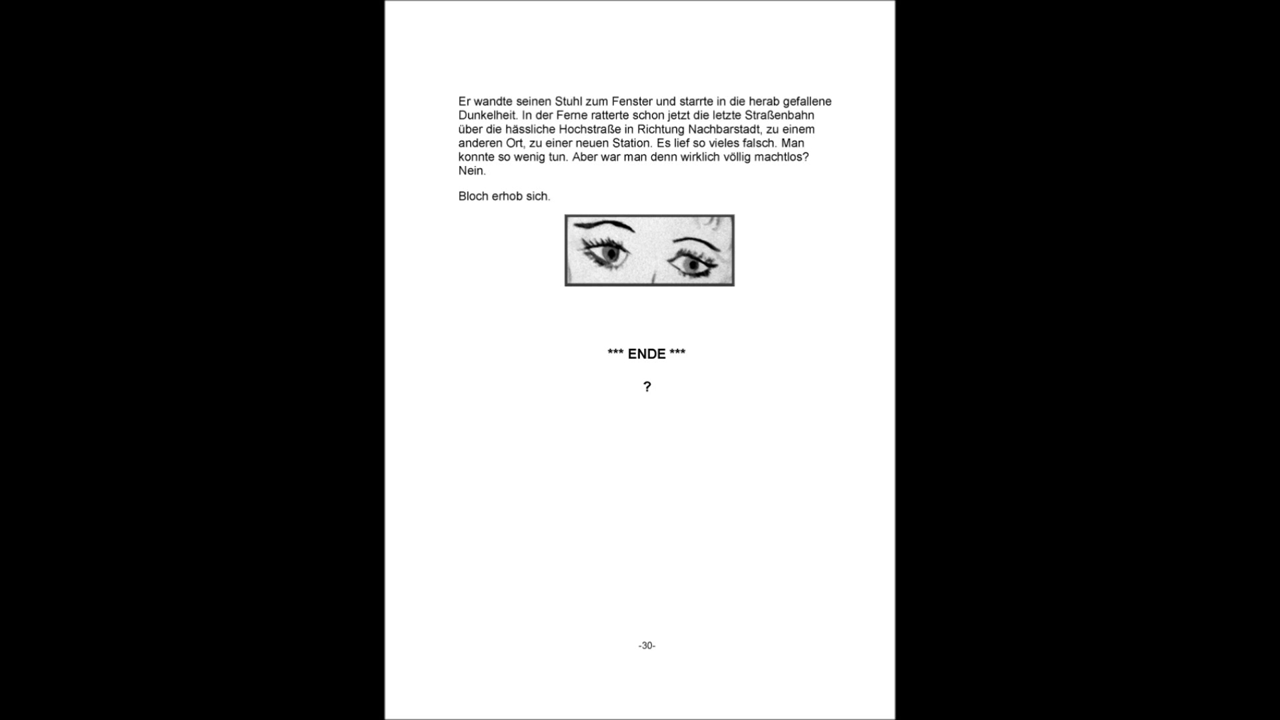 Er wandte seinen Stuhl zum Fenster und starrte in die herab gefallene
Dunkelheit. In der Ferne ratterte schon jetzt die letzte Straßenbahn
über die hässliche Hochstraße in Richtung Nachbarstadt, zu einem
anderen Ort, zu einer neuen Station. Es lief so vieles falsch. Man
konnte so wenig tun. Aber war man denn wirklich völlig machtlos?
Nein.
Bloch erhob sich.
*** ENDE ***
?
-30-